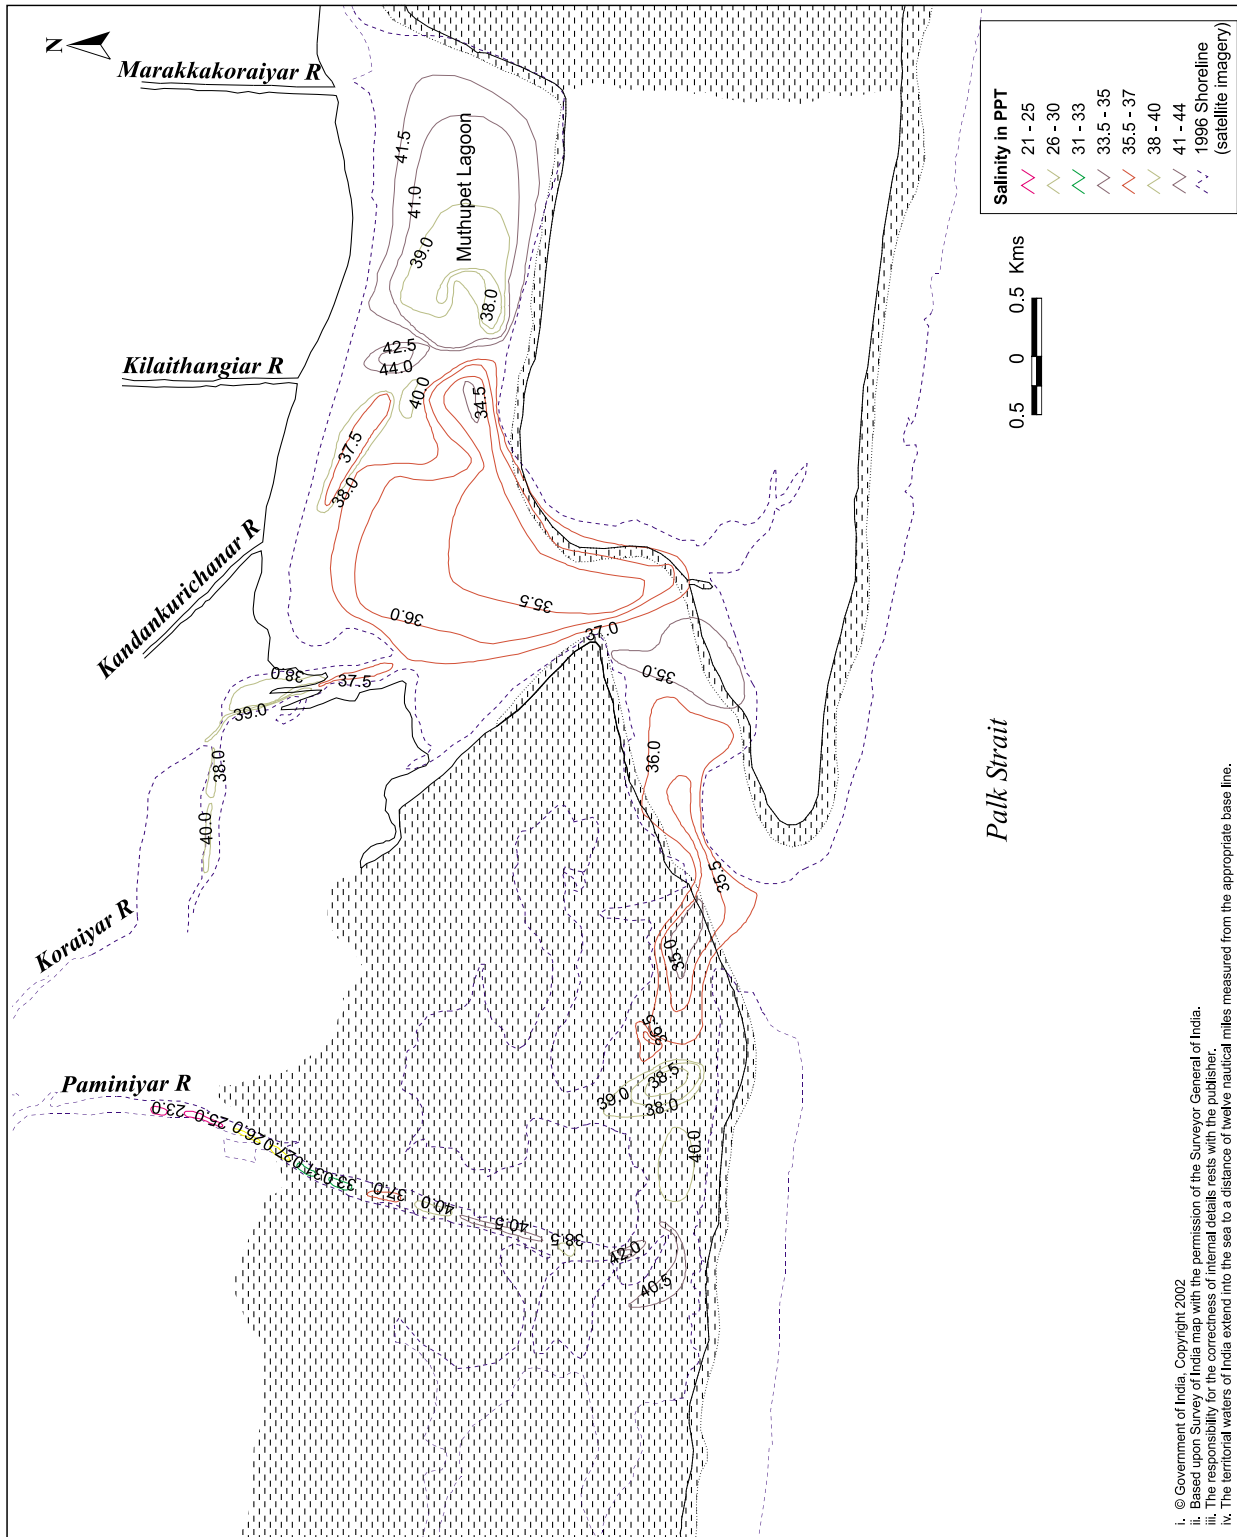 N
Marakkakoraiyar R
Kilaithangiar R
Kandankurichanar R
Koraiyar R
Paminiyar R
Muthupet Lagoon
41.5
41.0
39.0
38.0
42.5
44.0
40.0
34.5
37.5
38.0
36.0
35.5
37.0
38.0
37.5
39.0
38.0
40.0
35.0
36.0
35.5
35.0
36.5
38.5
39.0
38.0
40.0
23.0
25.0
26.0
27.0
31.0
33.0
37.0
40.0
40.5
38.5
42.0
40.5
Palk Strait
0.5 0 0.5 Kms
Salinity in PPT
21 - 25
26 - 30
31 - 33
33.5 - 35
35.5 - 37
38 - 40
41 - 44
1996 Shoreline
(satellite imagery)
i. © Government of India, Copyright 2002
ii. Based upon Survey of India map with the permission of the Surveyor General of India.
iii. The responsibility for the correctness of internal details rests with the publisher.
iv. The territorial waters of India extend into the sea to a distance of twelve nautical miles measured from the appropriate base line.